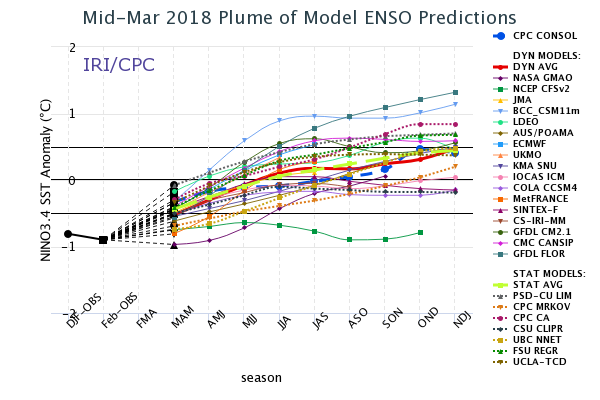 Mid-Mar 2018 Plume of Model ENSO Predictions
IRI/CPC
NINO3.4 SST Anomaly (°C)
2
1
0
−1
−2
DJF-OBS
Feb-OBS
FMA
MAM
AMJ
MJJ
JJA
JAS
ASO
SON
OND
NDJ
season
CPC CONSOL
DYN MODELS:
DYN AVG
NASA GMAO
NCEP CFSv2
JMA
BCC_CSM11m
LDEO
AUS/POAMA
ECMWF
UKMO
KMA SNU
IOCAS ICM
COLA CCSM4
MetFRANCE
SINTEX-F
CS-IRI-MM
GFDL CM2.1
CMC CANSIP
GFDL FLOR
STAT MODELS:
STAT AVG
PSD-CU LIM
CPC MRKOV
CPC CA
CSU CLIPR
UBC NNET
FSU REGR
UCLA-TCD